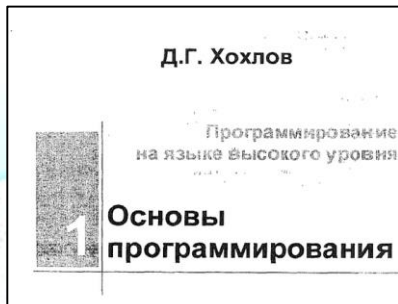 Д.Г. Хохлов
Программирование
на языке высокого уровня
1
Основы
программирования